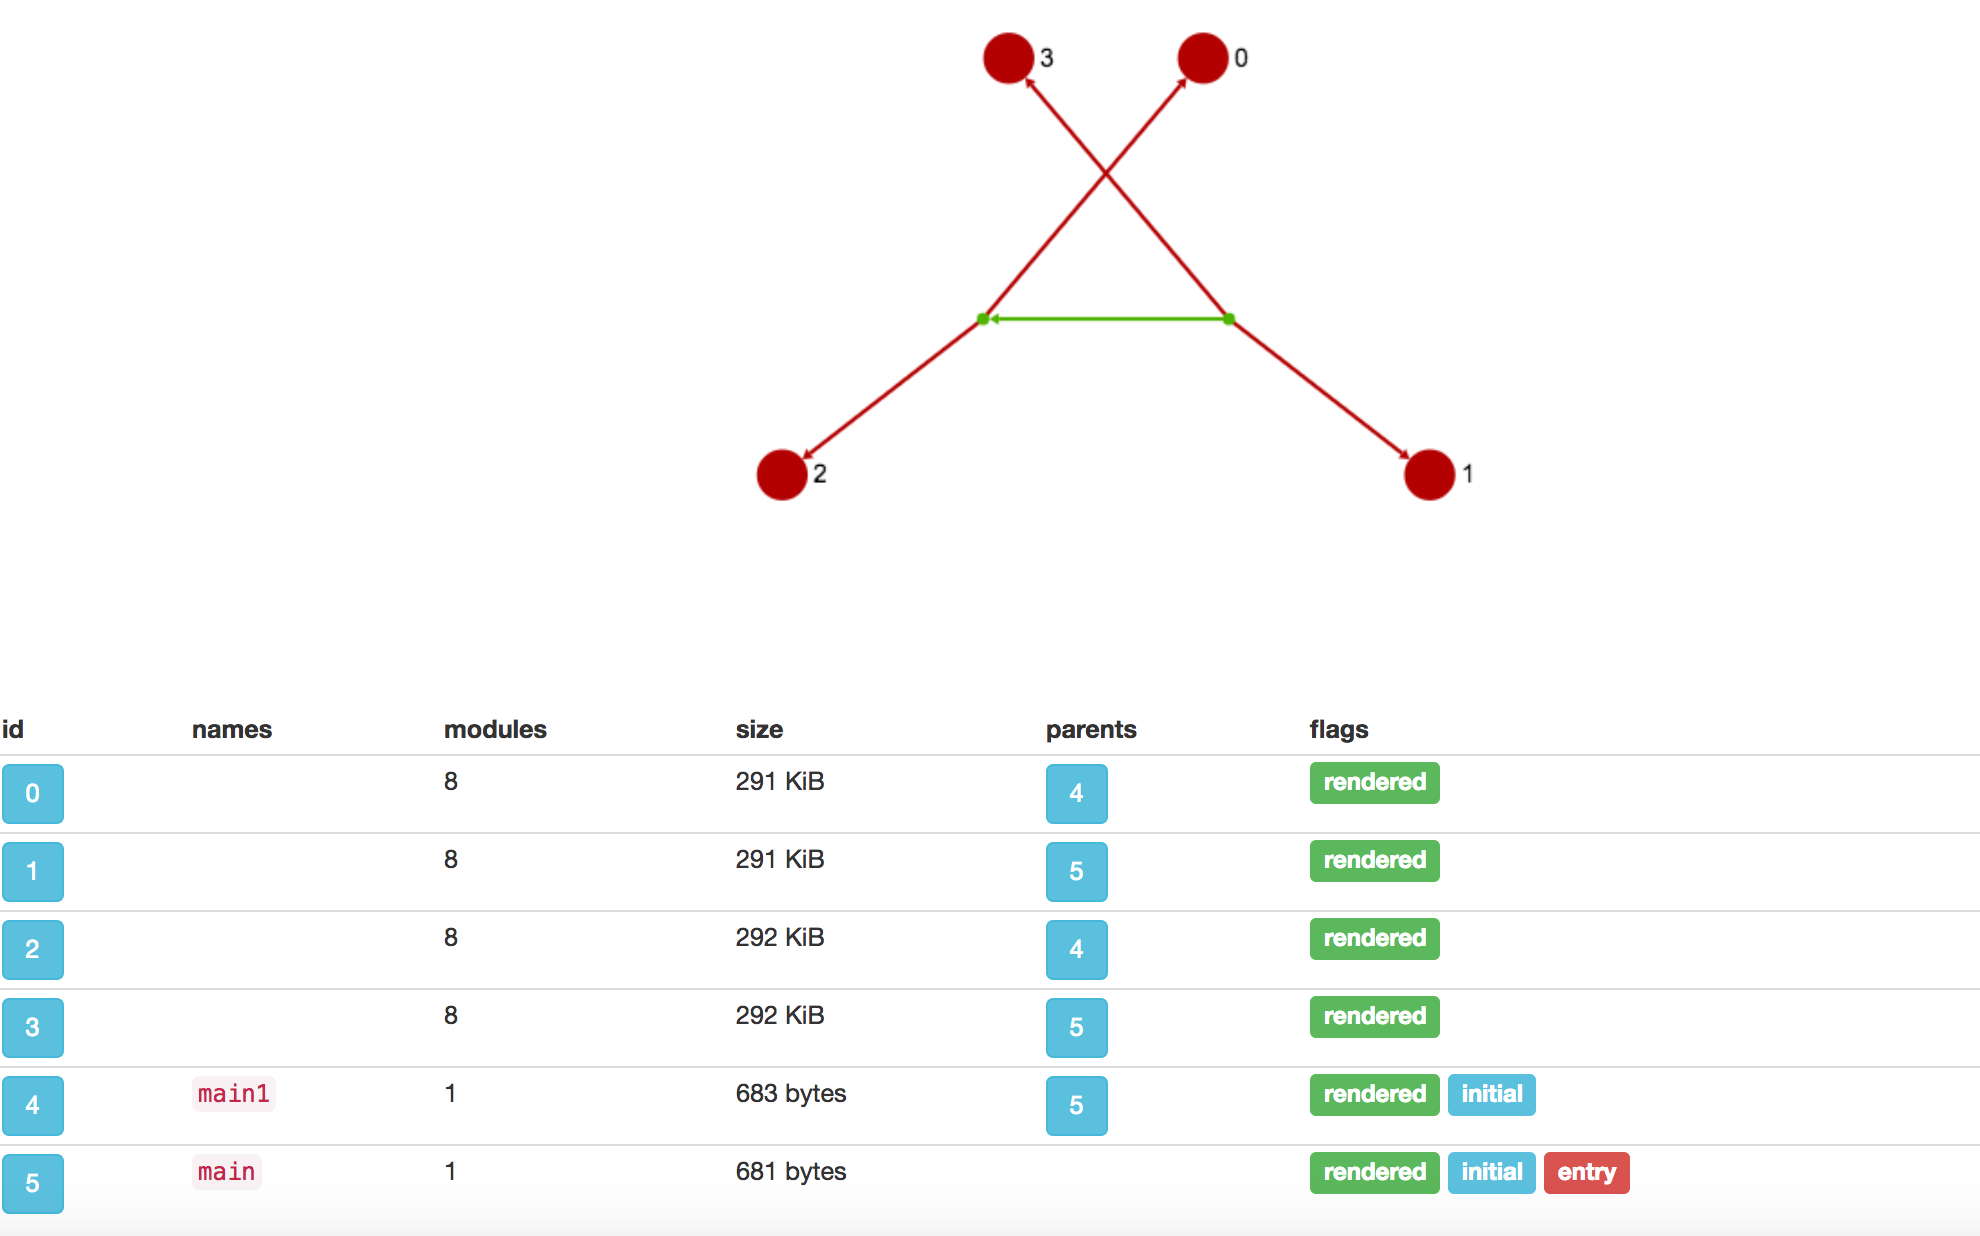 3 0
2 1
id names modules size parents flags
0 8 291 KiB 4 rendered
1 8 291 KiB 5 rendered
2 8 292 KiB 4 rendered
3 8 292 KiB 5 rendered
4 main1 1 683 bytes 5 rendered initial
5 main 1 681 bytes rendered initial entry